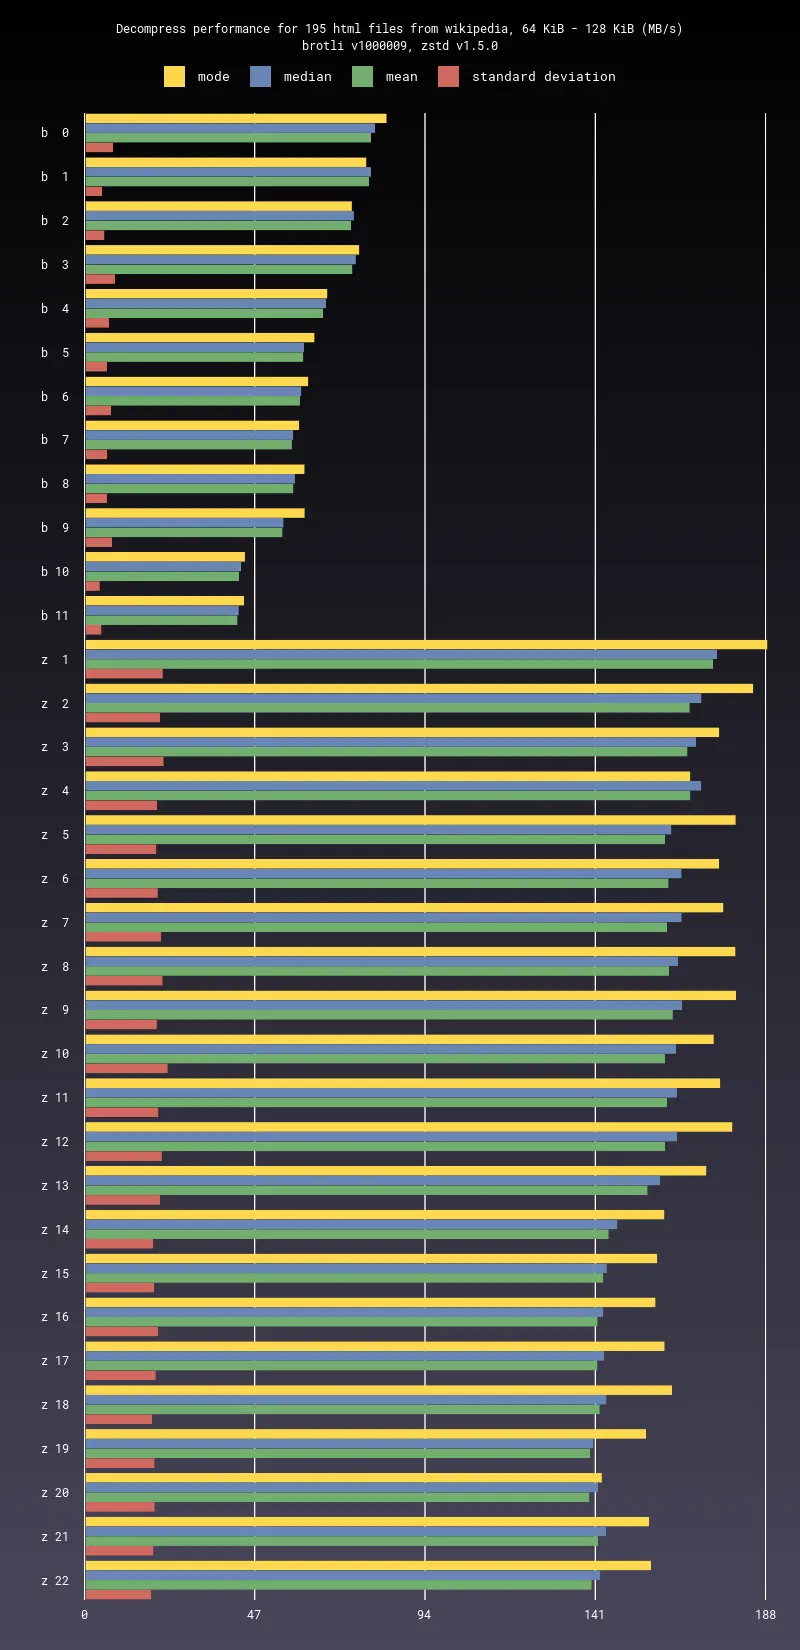 Decompress performance for 195 html files from wikipedia, 64 KiB - 128 KiB (MB/s)
brotli v1000009, zstd v1.5.0
mode median mean standard deviation
b 0
b 1
b 2
b 3
b 4
b 5
b 6
b 7
b 8
b 9
b 10
b 11
z 1
z 2
z 3
z 4
z 5
z 6
z 7
z 8
z 9
z 10
z 11
z 12
z 13
z 14
z 15
z 16
z 17
z 18
z 19
z 20
z 21
z 22
0 47 94 141 188